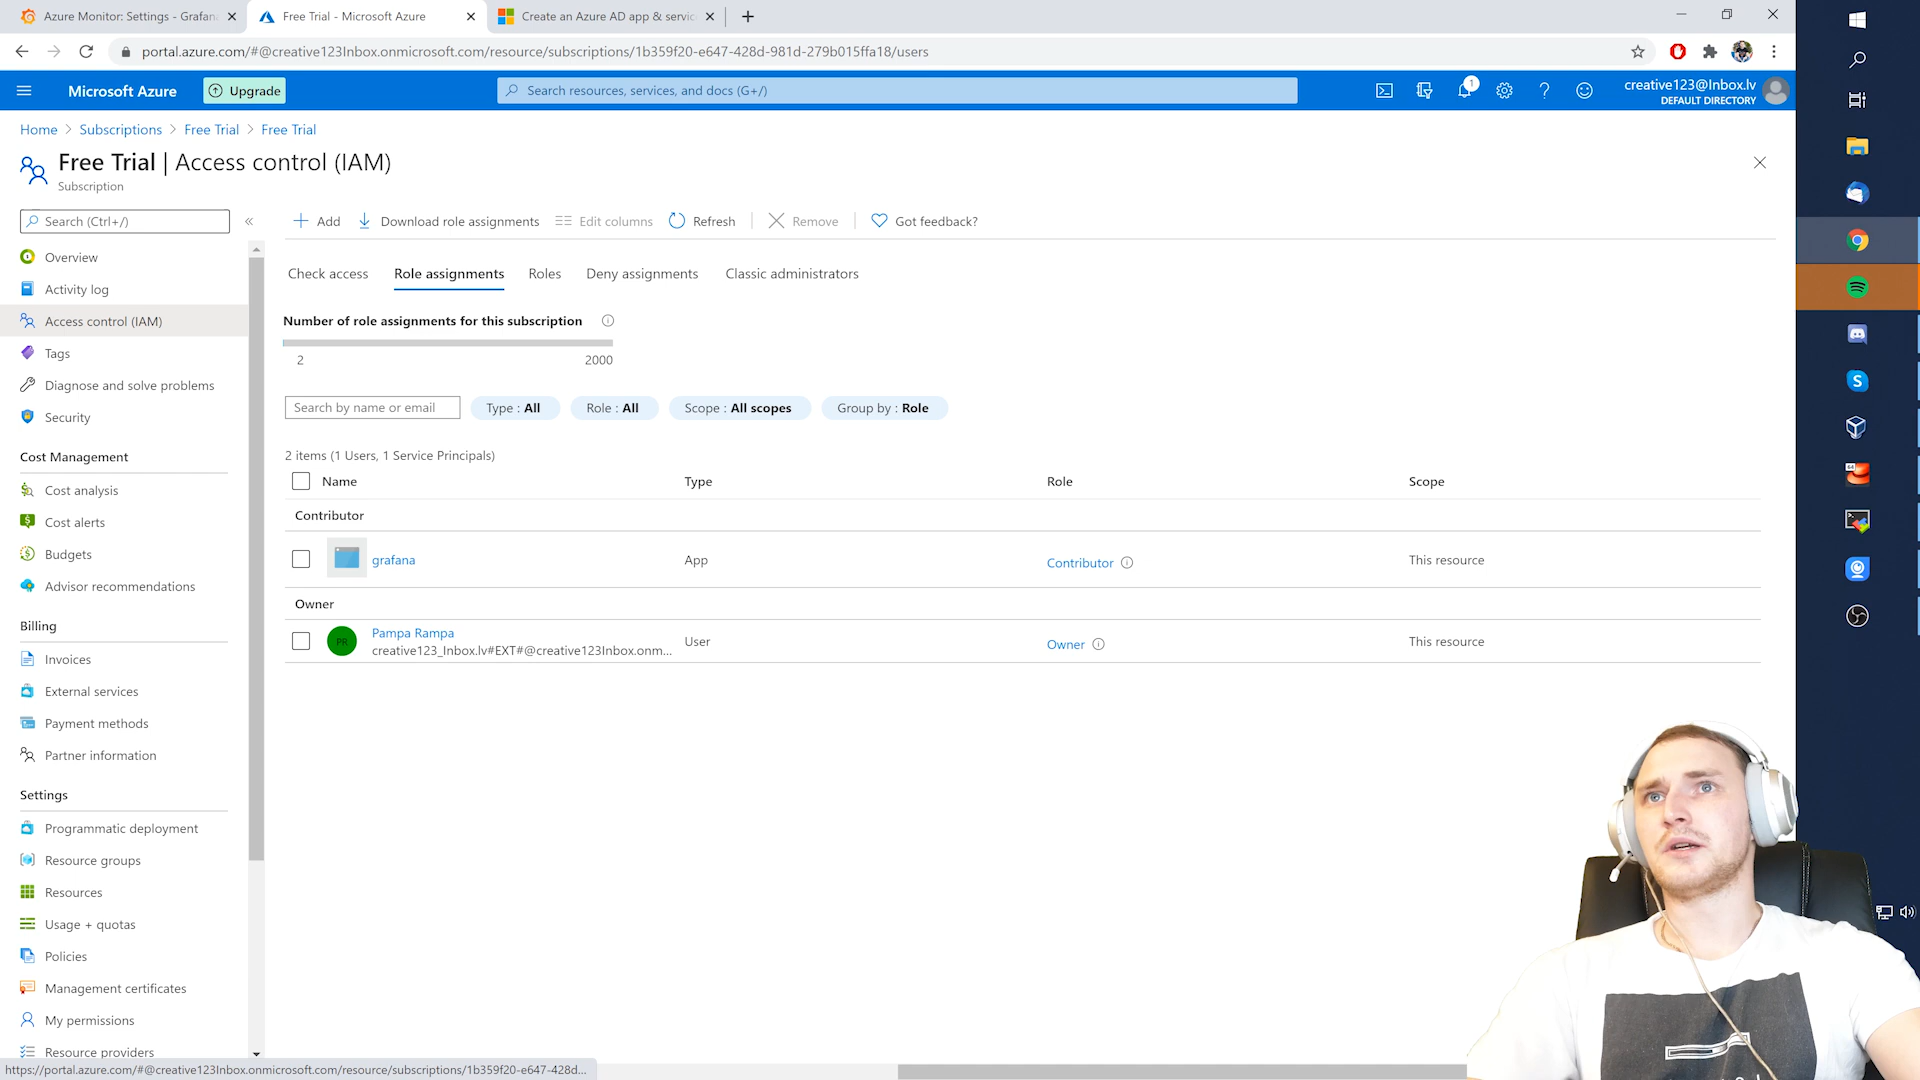 Azure Monitor: Settings - Grafan
Free Trial - Microsoft Azure
Create an Azure AD app & servic
portal.azure.com/#@creative123Inbox.onmicrosoft.com/resource/subscriptions/1b359f20-e647-428d-981d-279b015ffa18/users
Microsoft Azure
Upgrade
Search resources, services, and docs (G+/)
1
creative123@Inbox.lv
DEFAULT DIRECTORY
Home > Subscriptions > Free Trial > Free Trial
Free Trial | Access control (IAM)
Subscription
Search (Ctrl+/)
Overview
Activity log
Access control (IAM)
Tags
Diagnose and solve problems
Security
Cost Management
Cost analysis
Cost alerts
Budgets
Advisor recommendations
Billing
Invoices
External services
Payment methods
Partner information
Settings
Programmatic deployment
Resource groups
Resources
Usage + quotas
Policies
Management certificates
My permissions
Resource providers
Add
Download role assignments
Edit columns
Refresh
Remove
Got feedback?
Check access
Role assignments
Roles
Deny assignments
Classic administrators
Number of role assignments for this subscription
2
2000
Search by name or email
Type : All
Role : All
Scope : All scopes
Group by : Role
2 items (1 Users, 1 Service Principals)
Name Type Role Scope
Contributor
grafana App Contributor This resource
Owner
PR
Pampa Rampa
creative123_Inbox.lv#EXT#@creative123Inbox.onm...
User Owner This resource
https://portal.azure.com/#@creative123Inbox.onmicrosoft.com/resource/subscriptions/1b359f20-e647-428d...